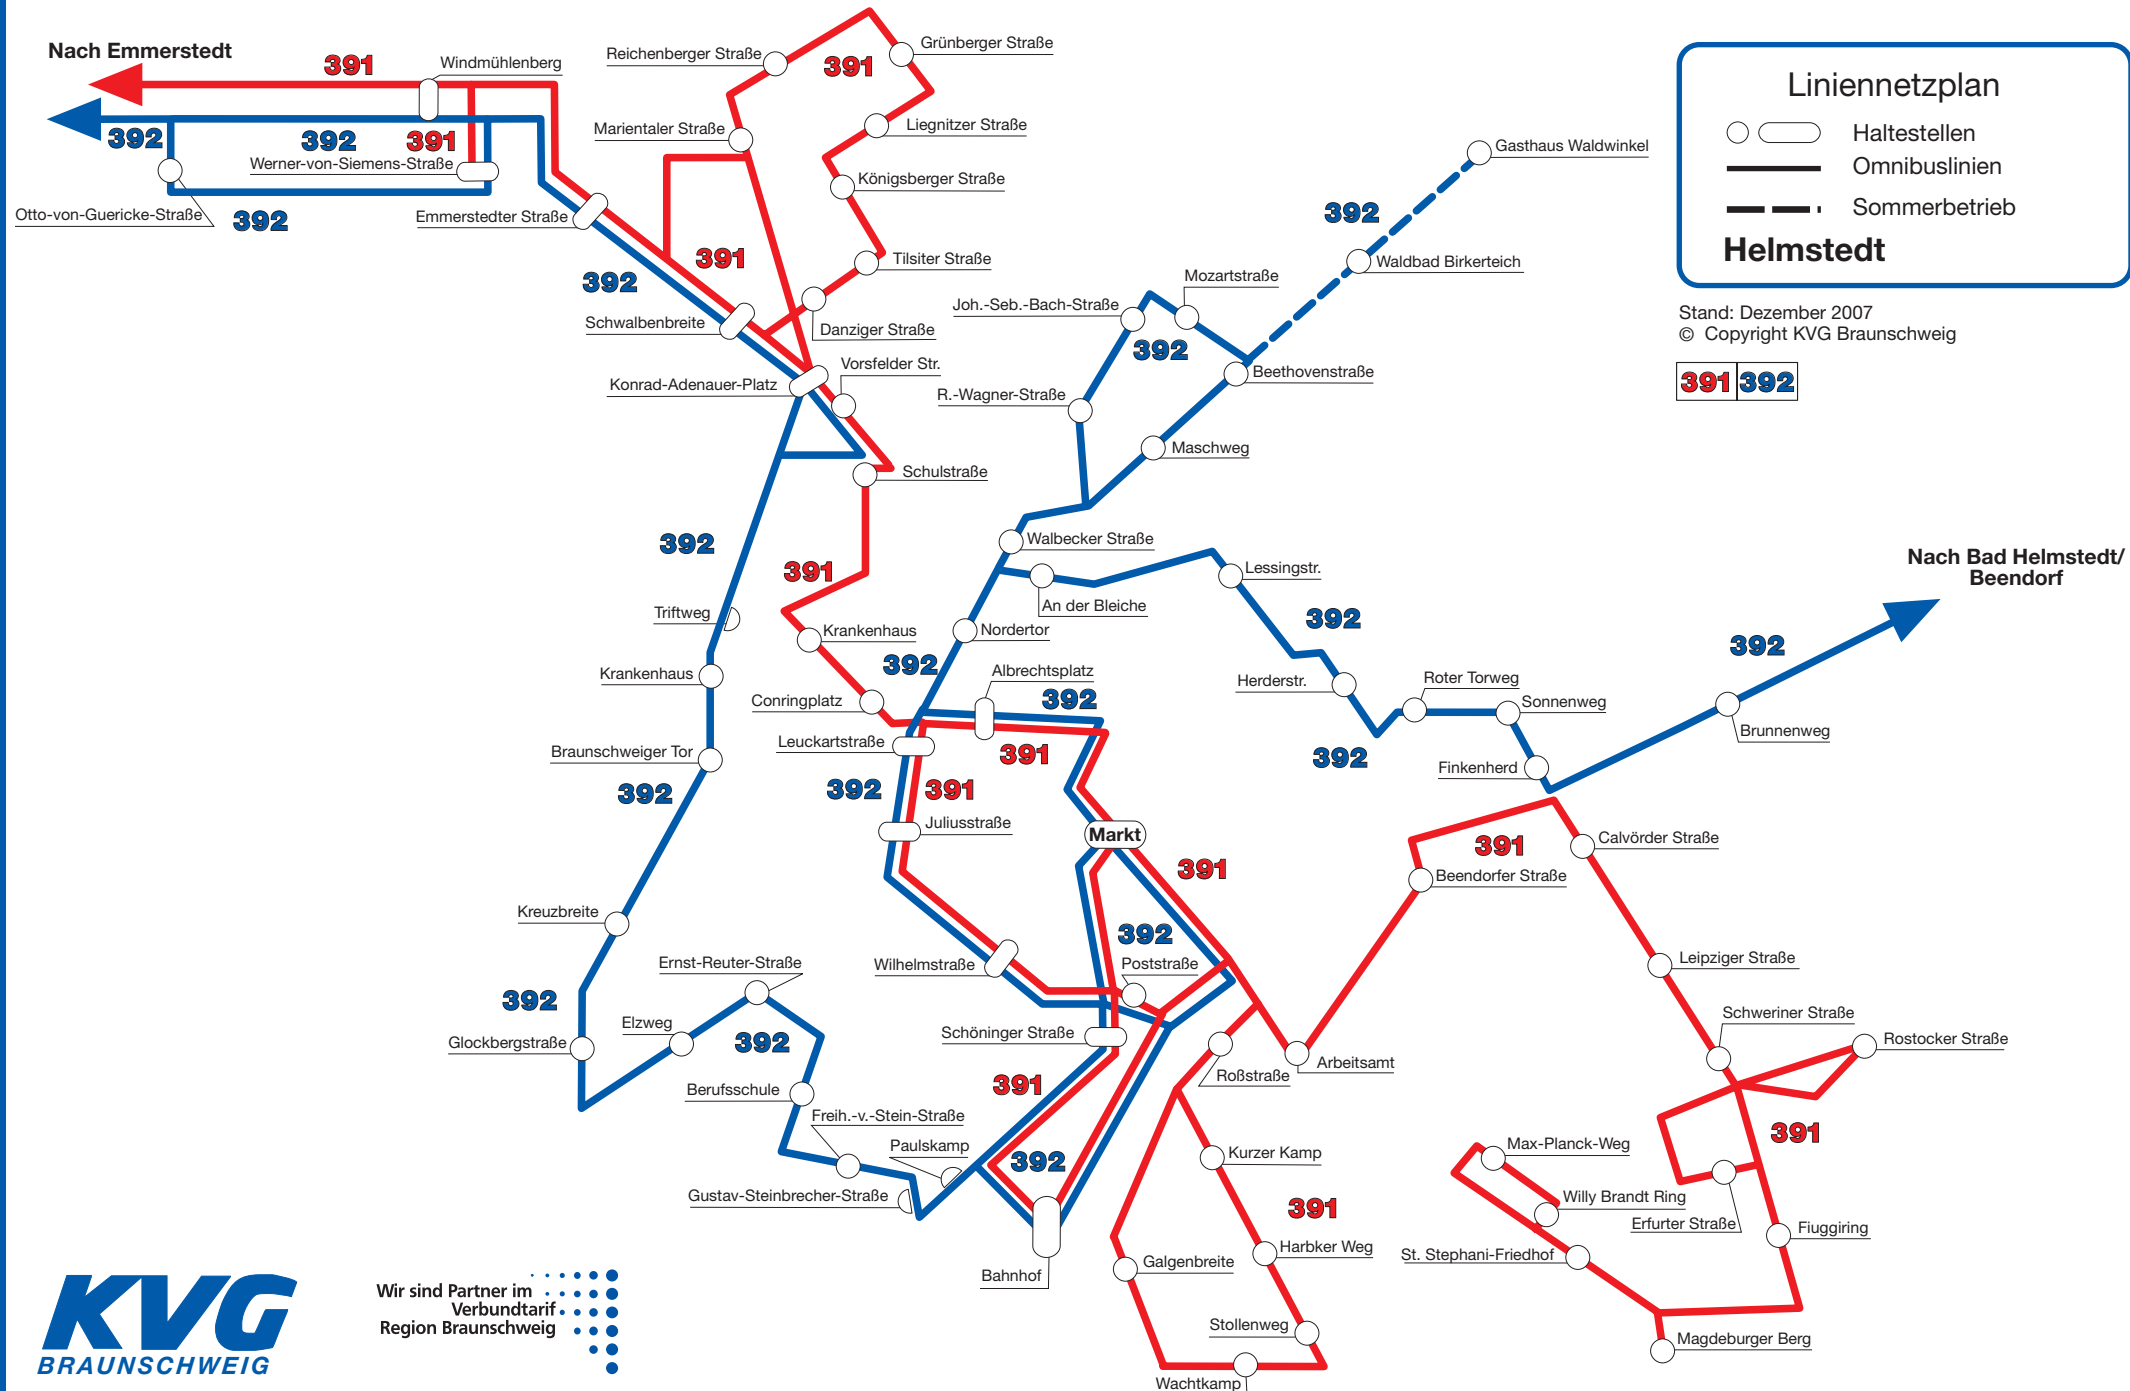 Nach Emmerstedt
391
Windmühlenberg
392
392
391
Werner-von-Siemens-Straße
Otto-von-Guericke-Straße
392
Emmerstedter Straße
Reichenberger Straße
391
Grünberger Straße
Marientaler Straße
Liegnitzer Straße
Königsberger Straße
391
Tilsiter Straße
392
Schwalbenbreite
Danziger Straße
Konrad-Adenauer-Platz
Vorsfelder Str.
Schulstraße
Liniennetzplan
Haltestellen
Omnibuslinien
Sommerbetrieb
Helmstedt
Stand: Dezember 2007
© Copyright KVG Braunschweig
391 392
Gasthaus Waldwinkel
392
Waldbad Birkerteich
Mozartstraße
Joh.-Seb.-Bach-Straße
392
Beethovenstraße
R.-Wagner-Straße
Maschweg
Walbecker Straße
Lessingstr.
An der Bleiche
392
Nordertor
Nach Bad Helmstedt/
Beendorf
392
392
391
Triftweg
Krankenhaus
Krankenhaus
392
Albrechtsplatz
392
Conringplatz
Leuckartstraße
391
Herderstr.
Roter Torweg
Sonnenweg
392
Brunnenweg
Finkenherd
Braunschweiger Tor
392
392
391
Juliusstraße
Markt
391
391
Calvörder Straße
Beendorfer Straße
Kreuzbreite
392
Wilhelmstraße
Poststraße
Leipziger Straße
Ernst-Reuter-Straße
392
Elzweg
392
Glockbergstraße
Schöninger Straße
Schweriner Straße
Rostocker Straße
Arbeitsamt
Roßstraße
391
Berufsschule
Freih.-v.-Stein-Straße
Paulskamp
392
Gustav-Steinbrecher-Straße
Kurzer Kamp
391
Max-Planck-Weg
391
Willy Brandt Ring
Erfurter Straße
Fiuggiring
Harbker Weg
St. Stephani-Friedhof
Galgenbreite
Bahnhof
Stollenweg
Magdeburger Berg
Wachtkamp
KVG
BRAUNSCHWEIG
Wir sind Partner im
Verbundtarif
Region Braunschweig